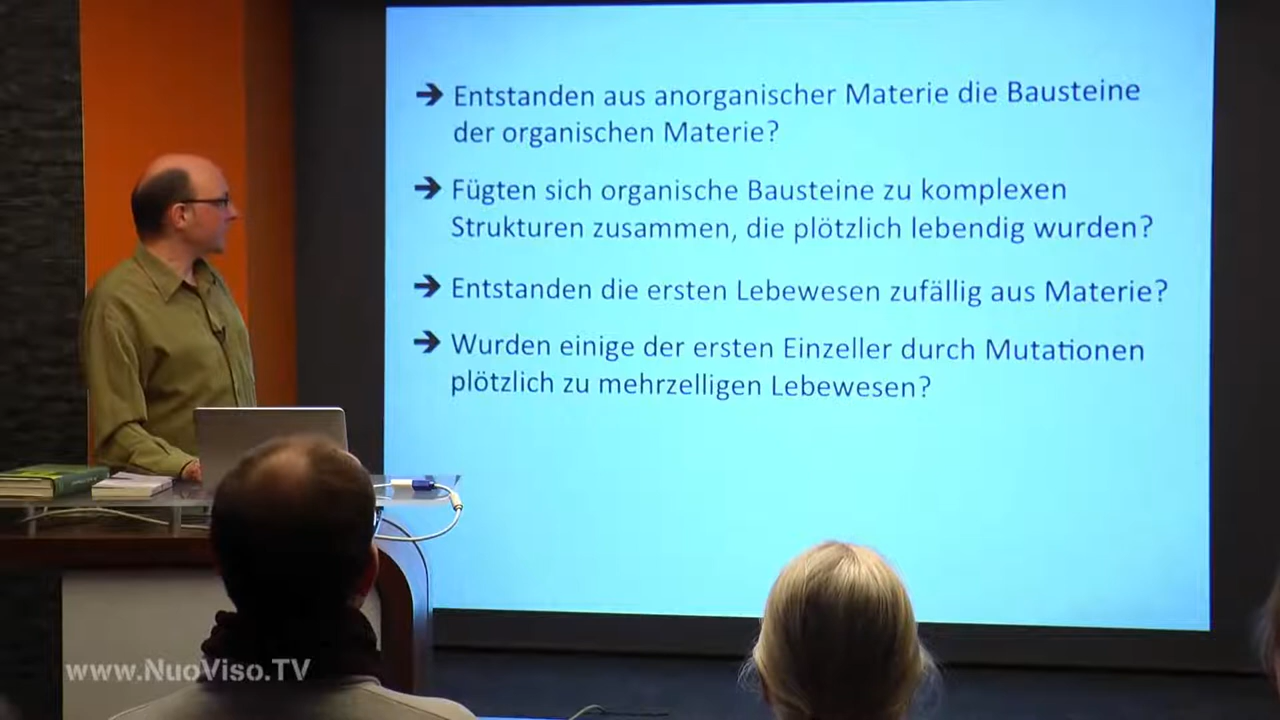 ➔ Entstanden aus anorganischer Materie die Bausteine
der organischen Materie?
➔ Fügten sich organische Bausteine zu komplexen
Strukturen zusammen, die plötzlich lebendig wurden?
➔ Entstanden die ersten Lebewesen zufällig aus Materie?
➔ Wurden einige der ersten Einzeller durch Mutationen
plötzlich zu mehrzelligen Lebewesen?
www.NuoViso.TV